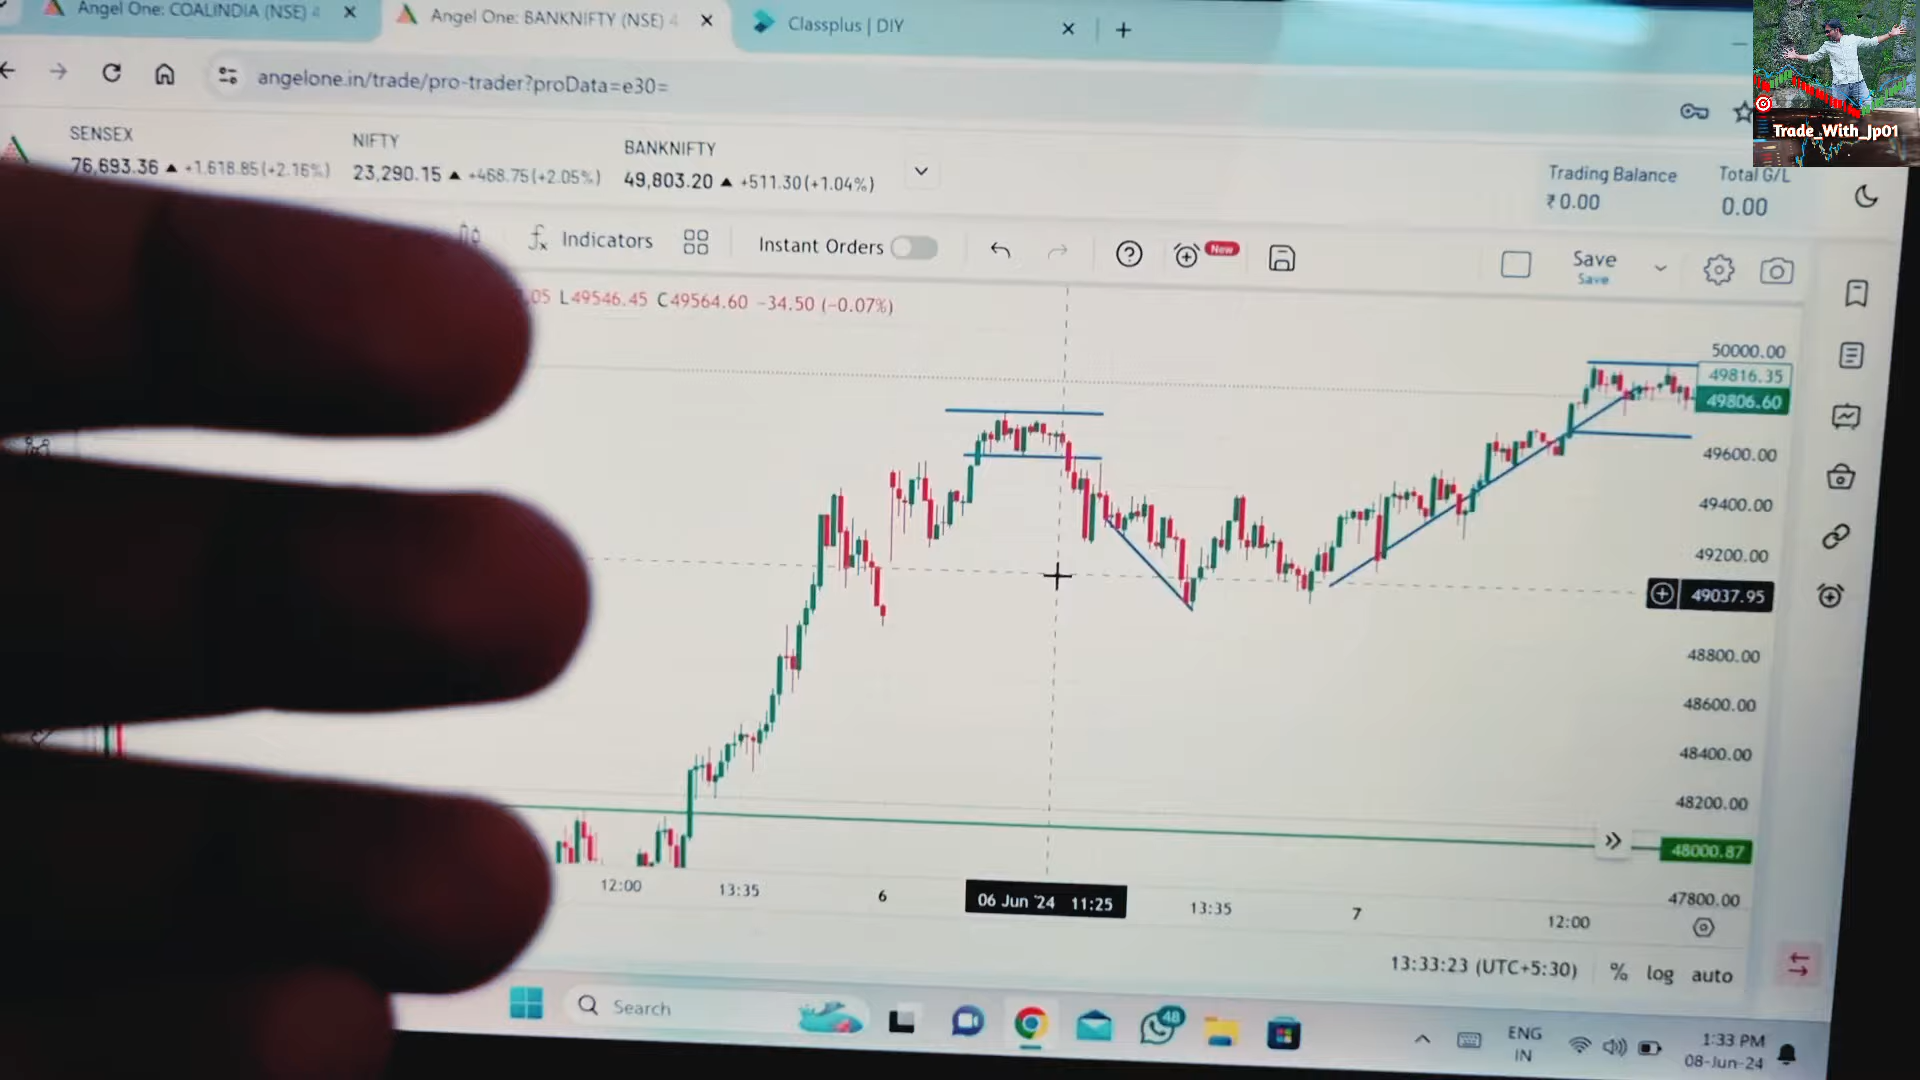 Angel One: COALINDIA (NSE) 4
Angel One: BANKNIFTY (NSE) 4
Classplus | DIY
angelone.in/trade/pro-trader?proData=e30=
Trade_With_Jp01
SENSEX
76,693.36 ▲ +1,618.85(+2.16%)
NIFTY
23,290.15 ▲ +468.75(+2.05%)
BANKNIFTY
49,803.20 ▲ +511.30(+1.04%)
Trading Balance
₹0.00
Total G/L
0.00
fx Indicators
Instant Orders
New
Save
Save
05 L49546.45 C49564.60 −34.50 (−0.07%)
50000.00
49816.35
49806.60
49600.00
49400.00
49200.00
49037.95
48800.00
48600.00
48400.00
48200.00
48000.87
47800.00
12:00
13:35
6
06 Jun '24 11:25
13:35
7
12:00
13:33:23 (UTC+5:30)
% log auto
Search
48
ENG
IN
1:33 PM
08-Jun-24